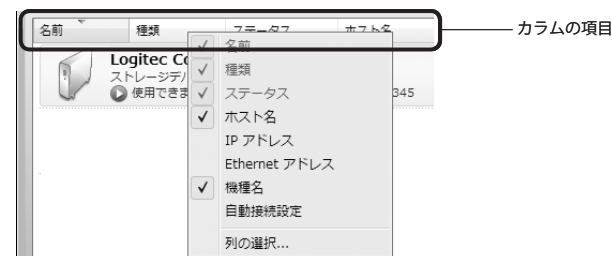 名前 種類 ステータス ホスト名 カラムの項目
名前
Logitec
ストレージデバ
種類
使用できま
ステータス
345
ホスト名
IP アドレス
Ethernet アドレス
機種名
自動接続設定
列の選択...